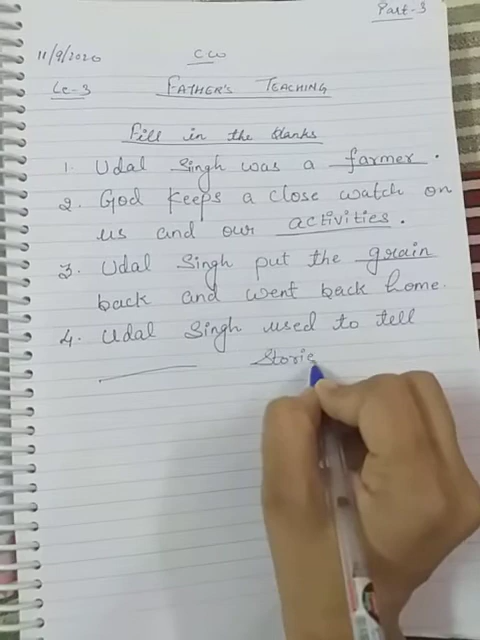 Part-3
11/9/2020 CW
Le-3 FATHER'S TEACHING
Fill in the blanks
1. Udal Singh was a farmer.
2. God keeps a close watch on
us and our activities.
3. Udal Singh put the grain
back and went back home.
4. Udal Singh used to tell
______ Storie